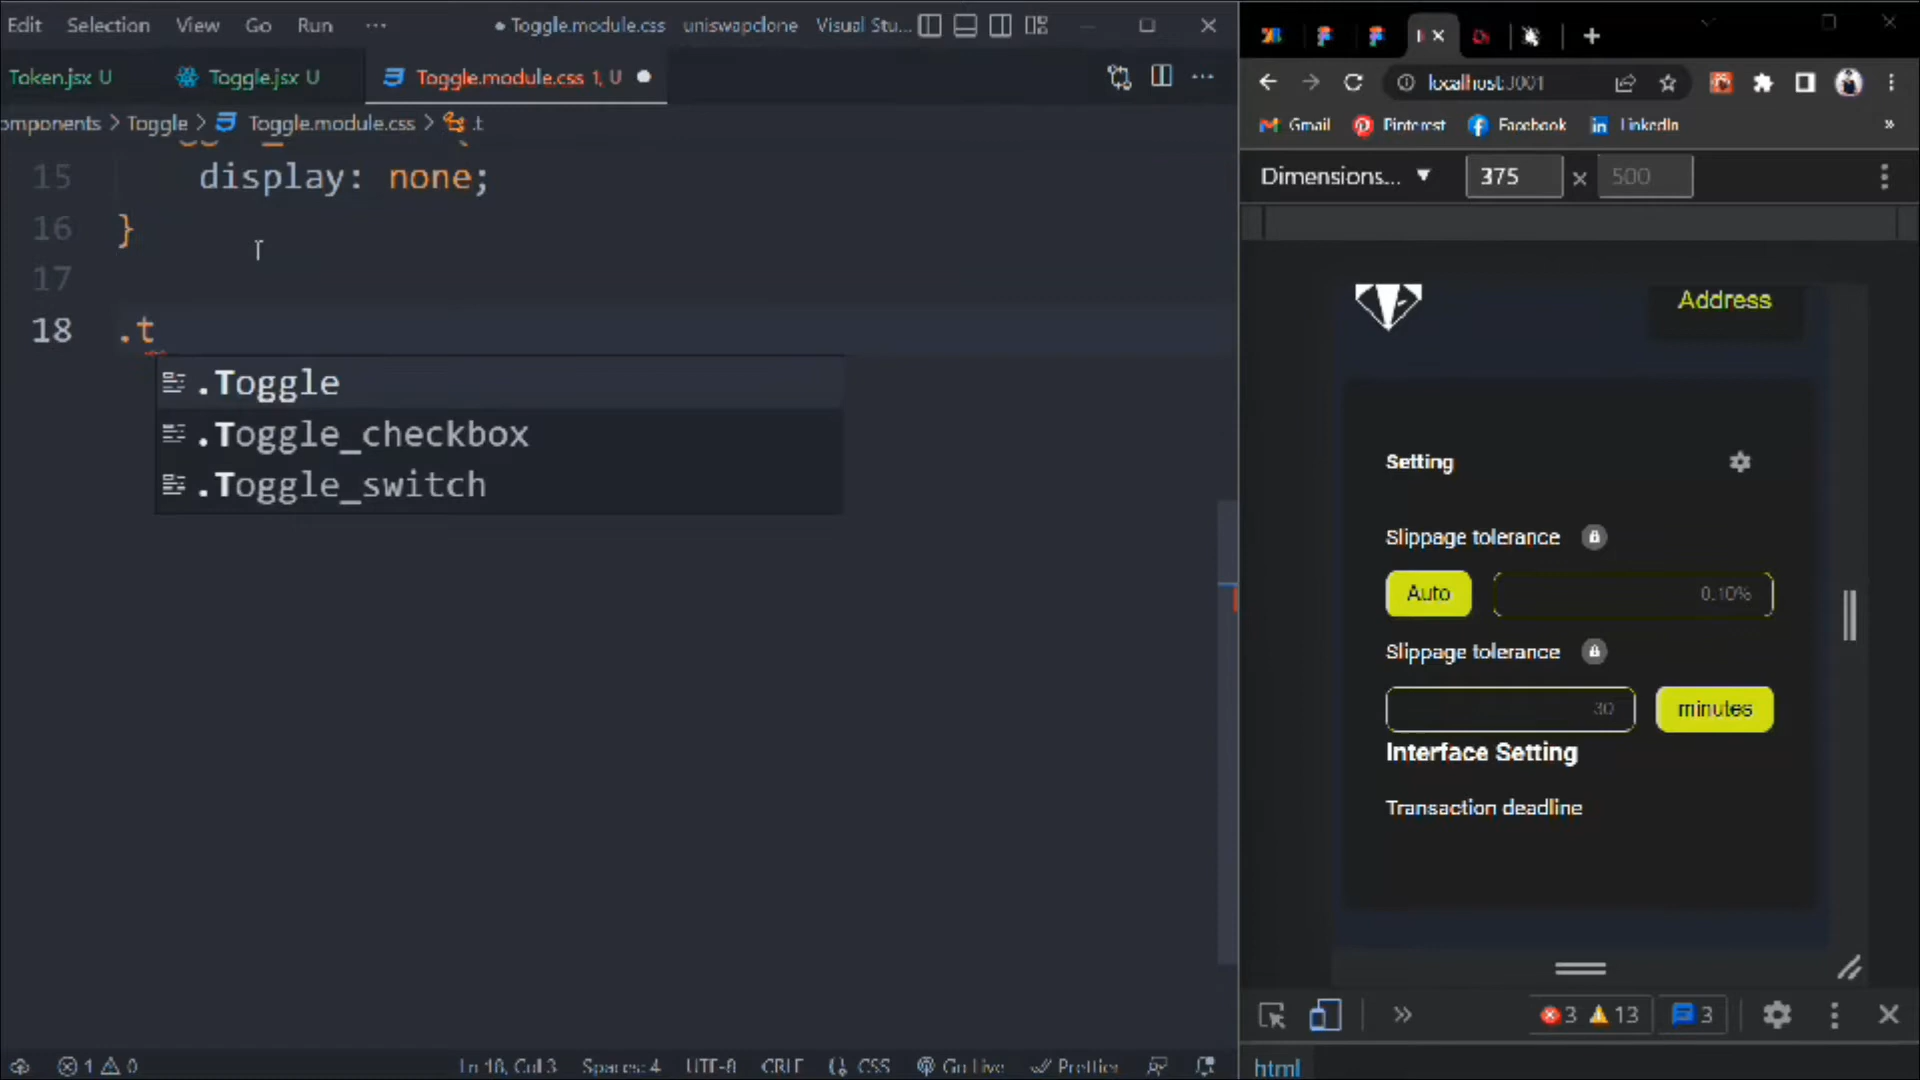 Edit Selection View Go Run ··· ● Toggle.module.css uniswapclone Visual Stu...
Token.jsx U Toggle.jsx U Toggle.module.css 1, U
omponents > Toggle > Toggle.module.css > .t
15 display: none;
16 }
17
18 .t
.Toggle
.Toggle_checkbox
.Toggle_switch
1 0 Ln 18, Col 3 Spaces: 4 UTF-8 CRLF {} CSS Go Live Prettier
localhost:3001
Gmail Pinterest Facebook LinkedIn »
Dimensions... 375 × 500
Address
Setting
Slippage tolerance
Auto 0.10%
Slippage tolerance
30 minutes
Interface Setting
Transaction deadline
» 3 13 3
html